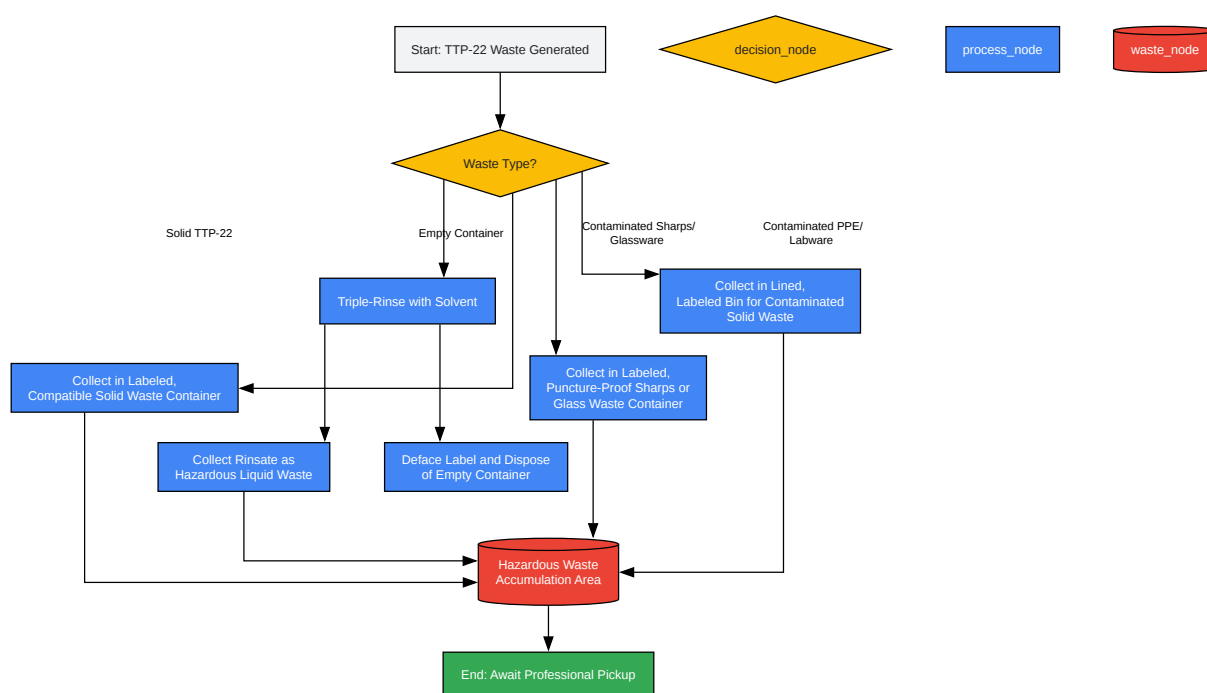 Start: TTP-22 Waste Generated
decision_node
process_node
waste_node
Waste Type?
Solid TTP-22
Empty Container
Contaminated Sharps/
Glassware
Contaminated PPE/
Labware
Triple-Rinse with Solvent
Collect in Lined,
Labeled Bin for Contaminated
Solid Waste
Collect in Labeled,
Compatible Solid Waste Container
Collect in Labeled,
Puncture-Proof Sharps or
Glass Waste Container
Collect Rinsate as
Hazardous Liquid Waste
Deface Label and Dispose
of Empty Container
Hazardous Waste
Accumulation Area
End: Await Professional Pickup